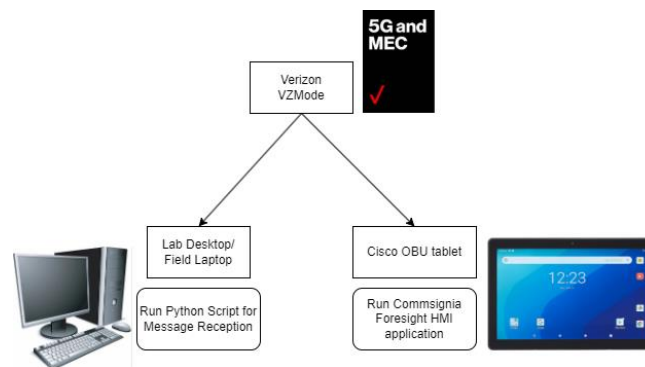 5G and
MEC
Verizon
VZMode
Lab Desktop/
Field Laptop
Cisco OBU tablet
Run Python Script for
Message Reception
Run Commsignia
Foresight HMI
application
12:23